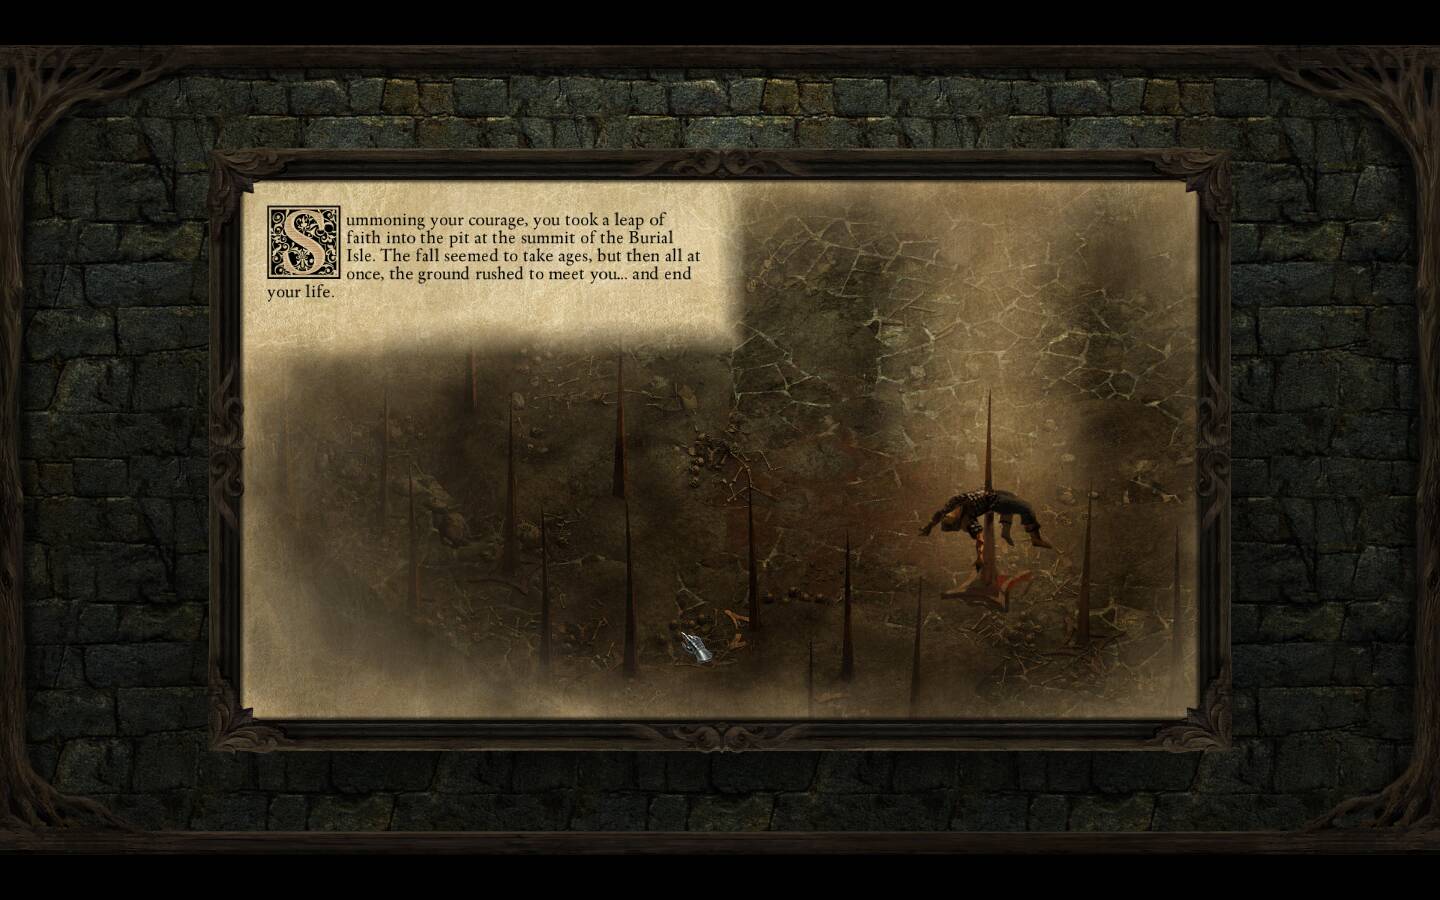 Summoning your courage, you took a leap of
faith into the pit at the summit of the Burial
Isle. The fall seemed to take ages, but then all at
once, the ground rushed to meet you... and end
your life.